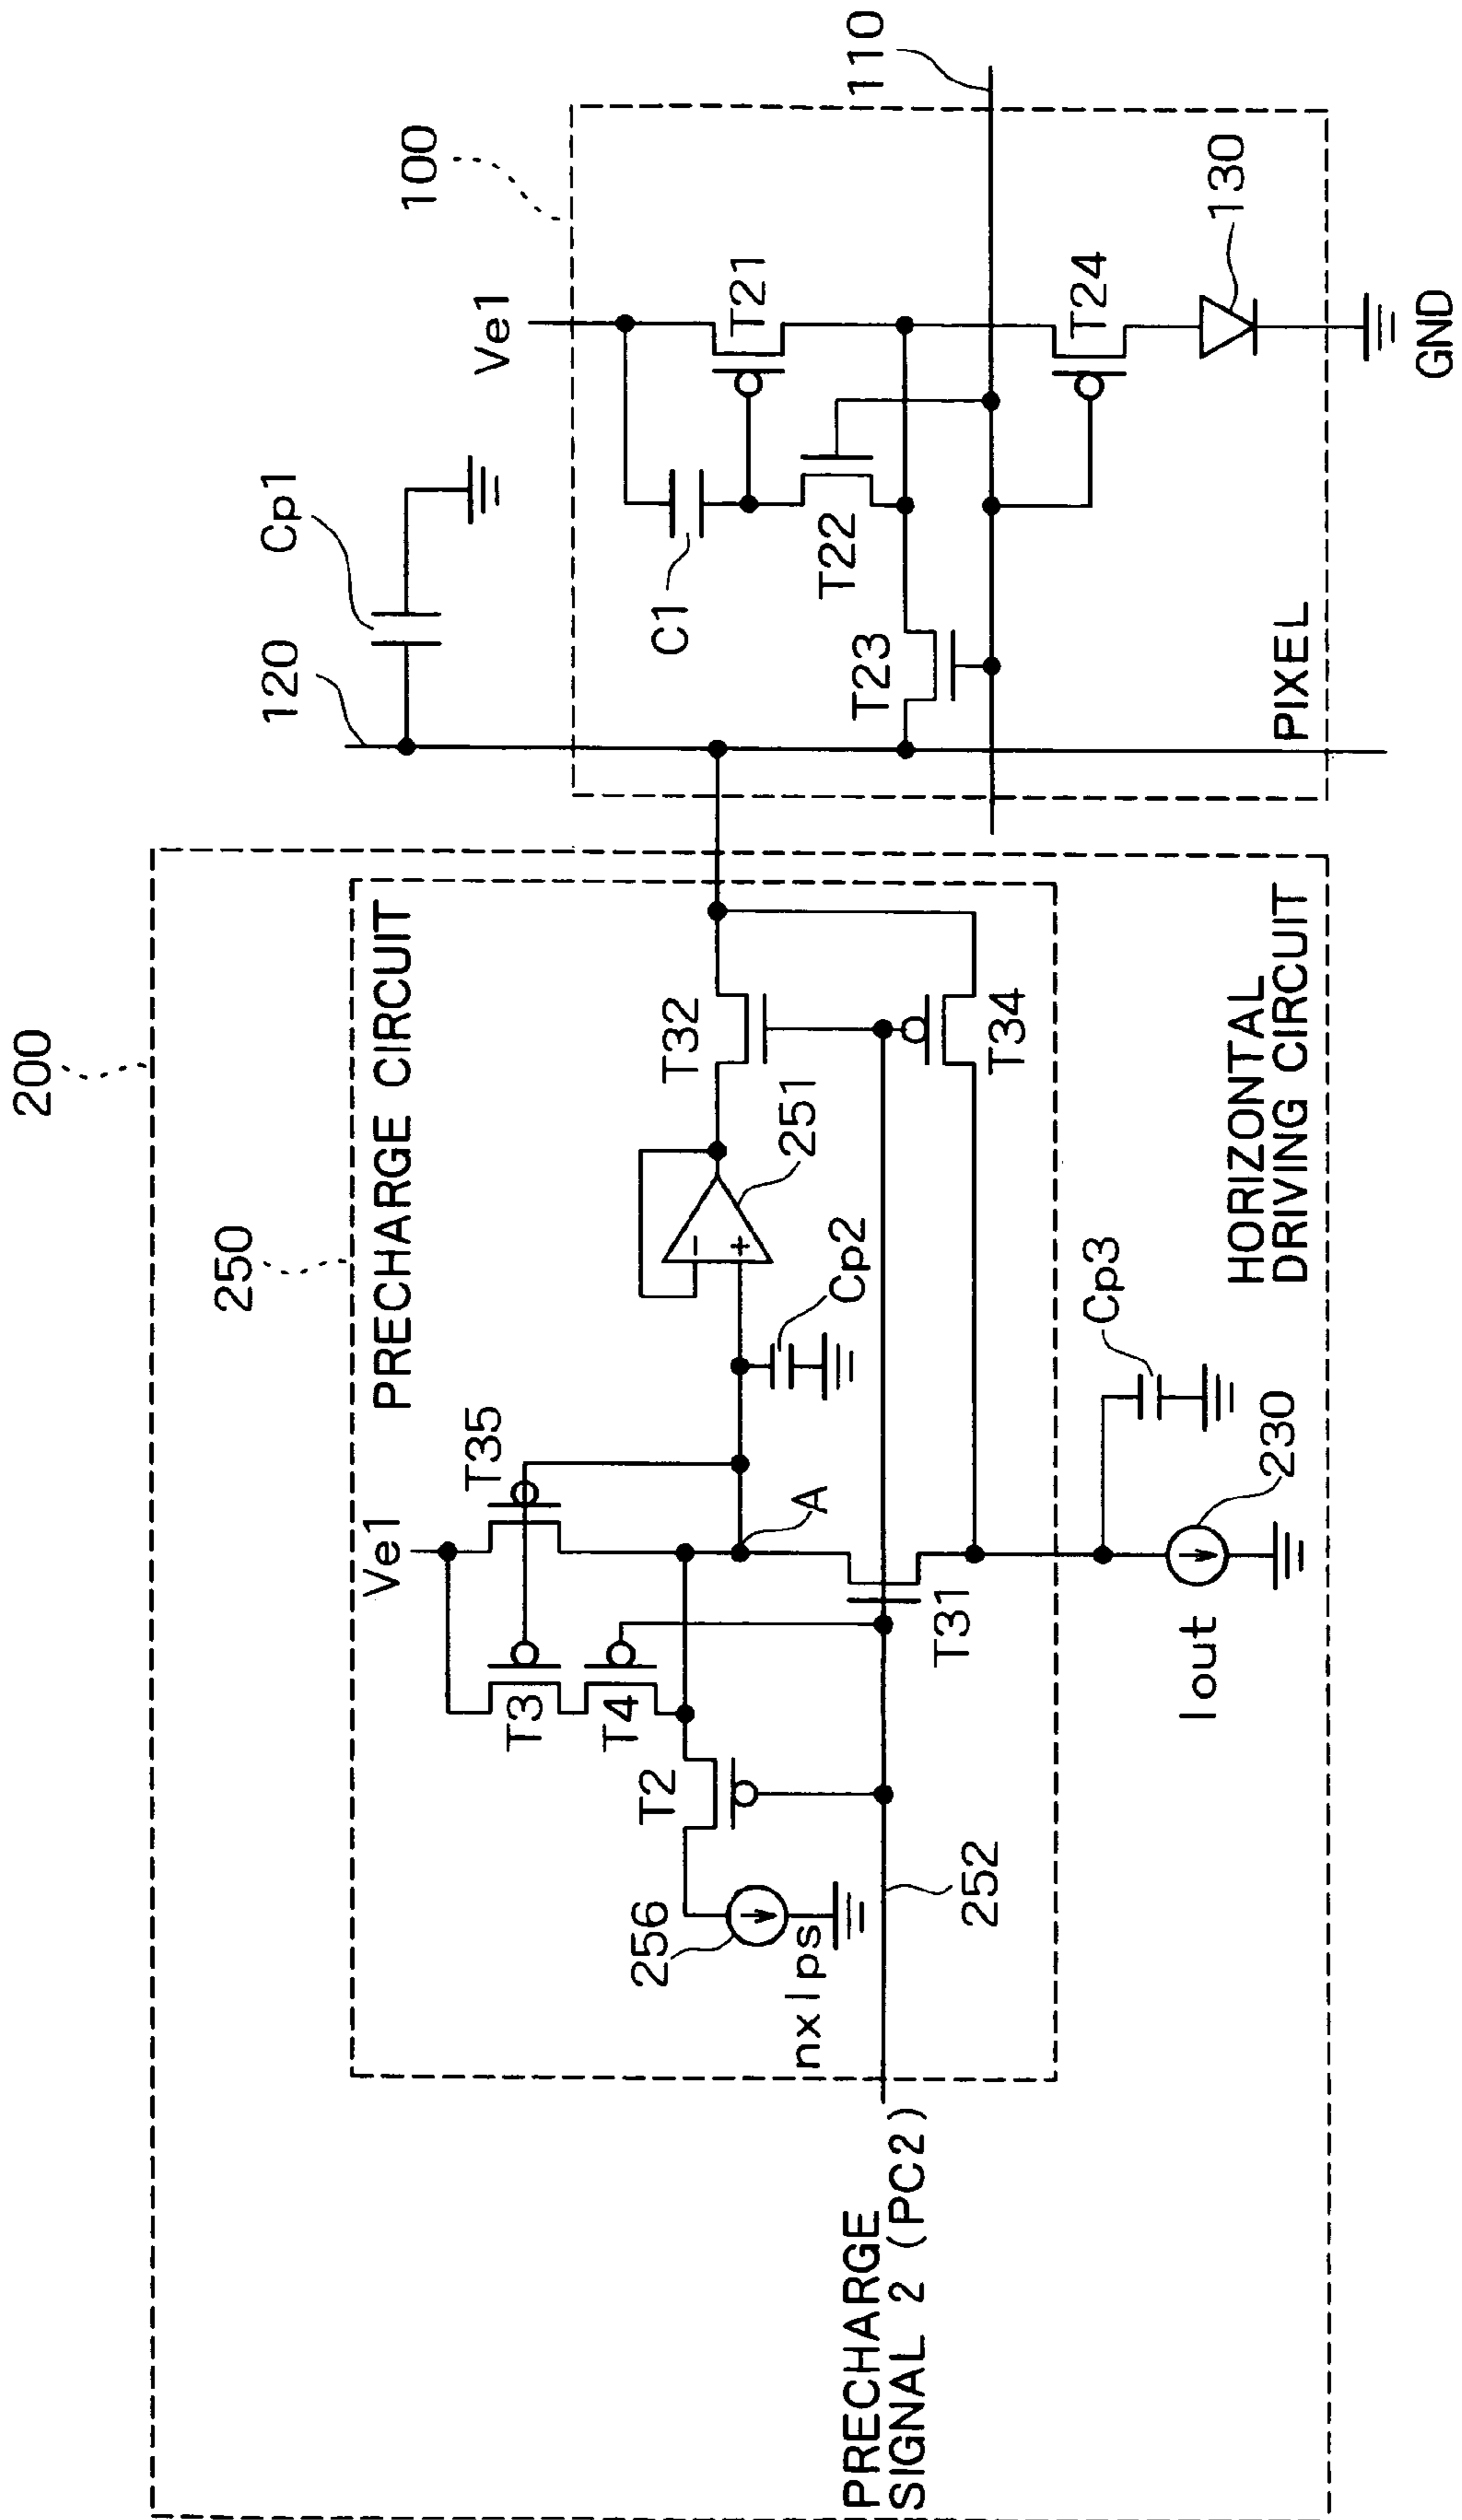 200
250
PRECHARGE CIRCUIT
120
Cp1
100
110
Ve1
T35
T3
T4
T2
256
nxIps
A
T31
252
Cp2
251
T32
T34
Ve1
C1
T21
T22
T23
T24
130
PIXEL
GND
Iout
230
Cp3
HORIZONTAL
DRIVING CIRCUIT
PRECHARGE
SIGNAL 2 (PC2)
-
+